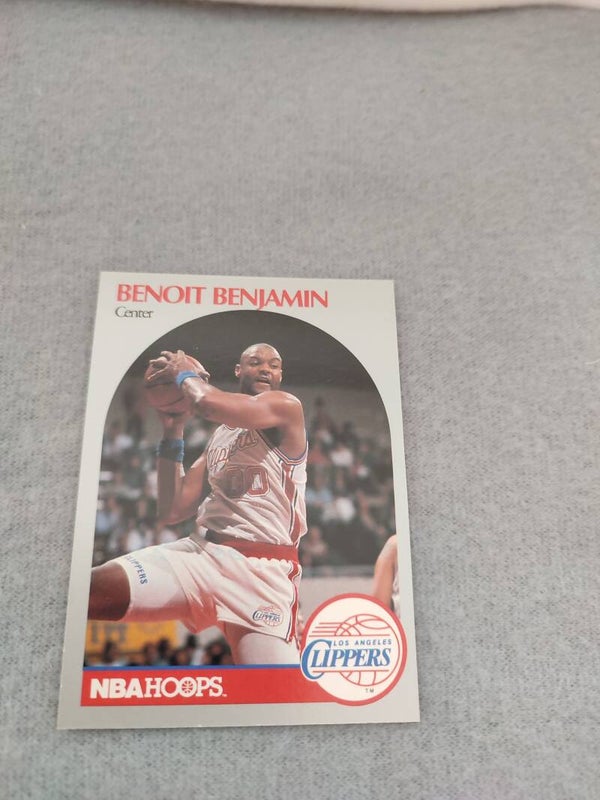 BENOIT BENJAMIN
Center
Clippers
00
CLIPPERS
CLIPPERS
LOS ANGELES
CLIPPERS
TM
NBA HOOPS